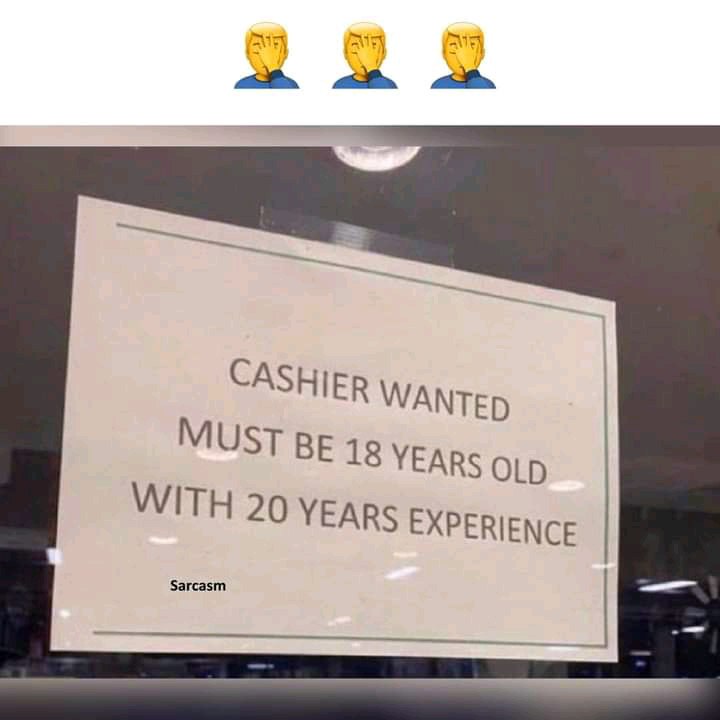 CASHIER WANTED
MUST BE 18 YEARS OLD
WITH 20 YEARS EXPERIENCE
Sarcasm